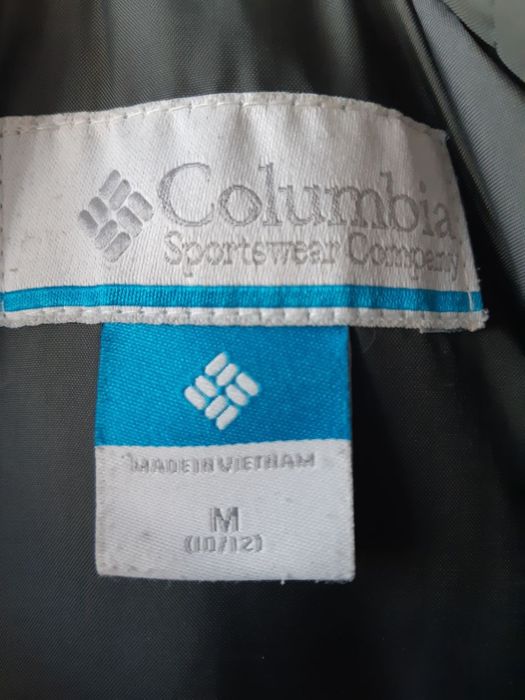 Columbia
Sportswear Company
MADE IN VIETNAM
M
(10/12)